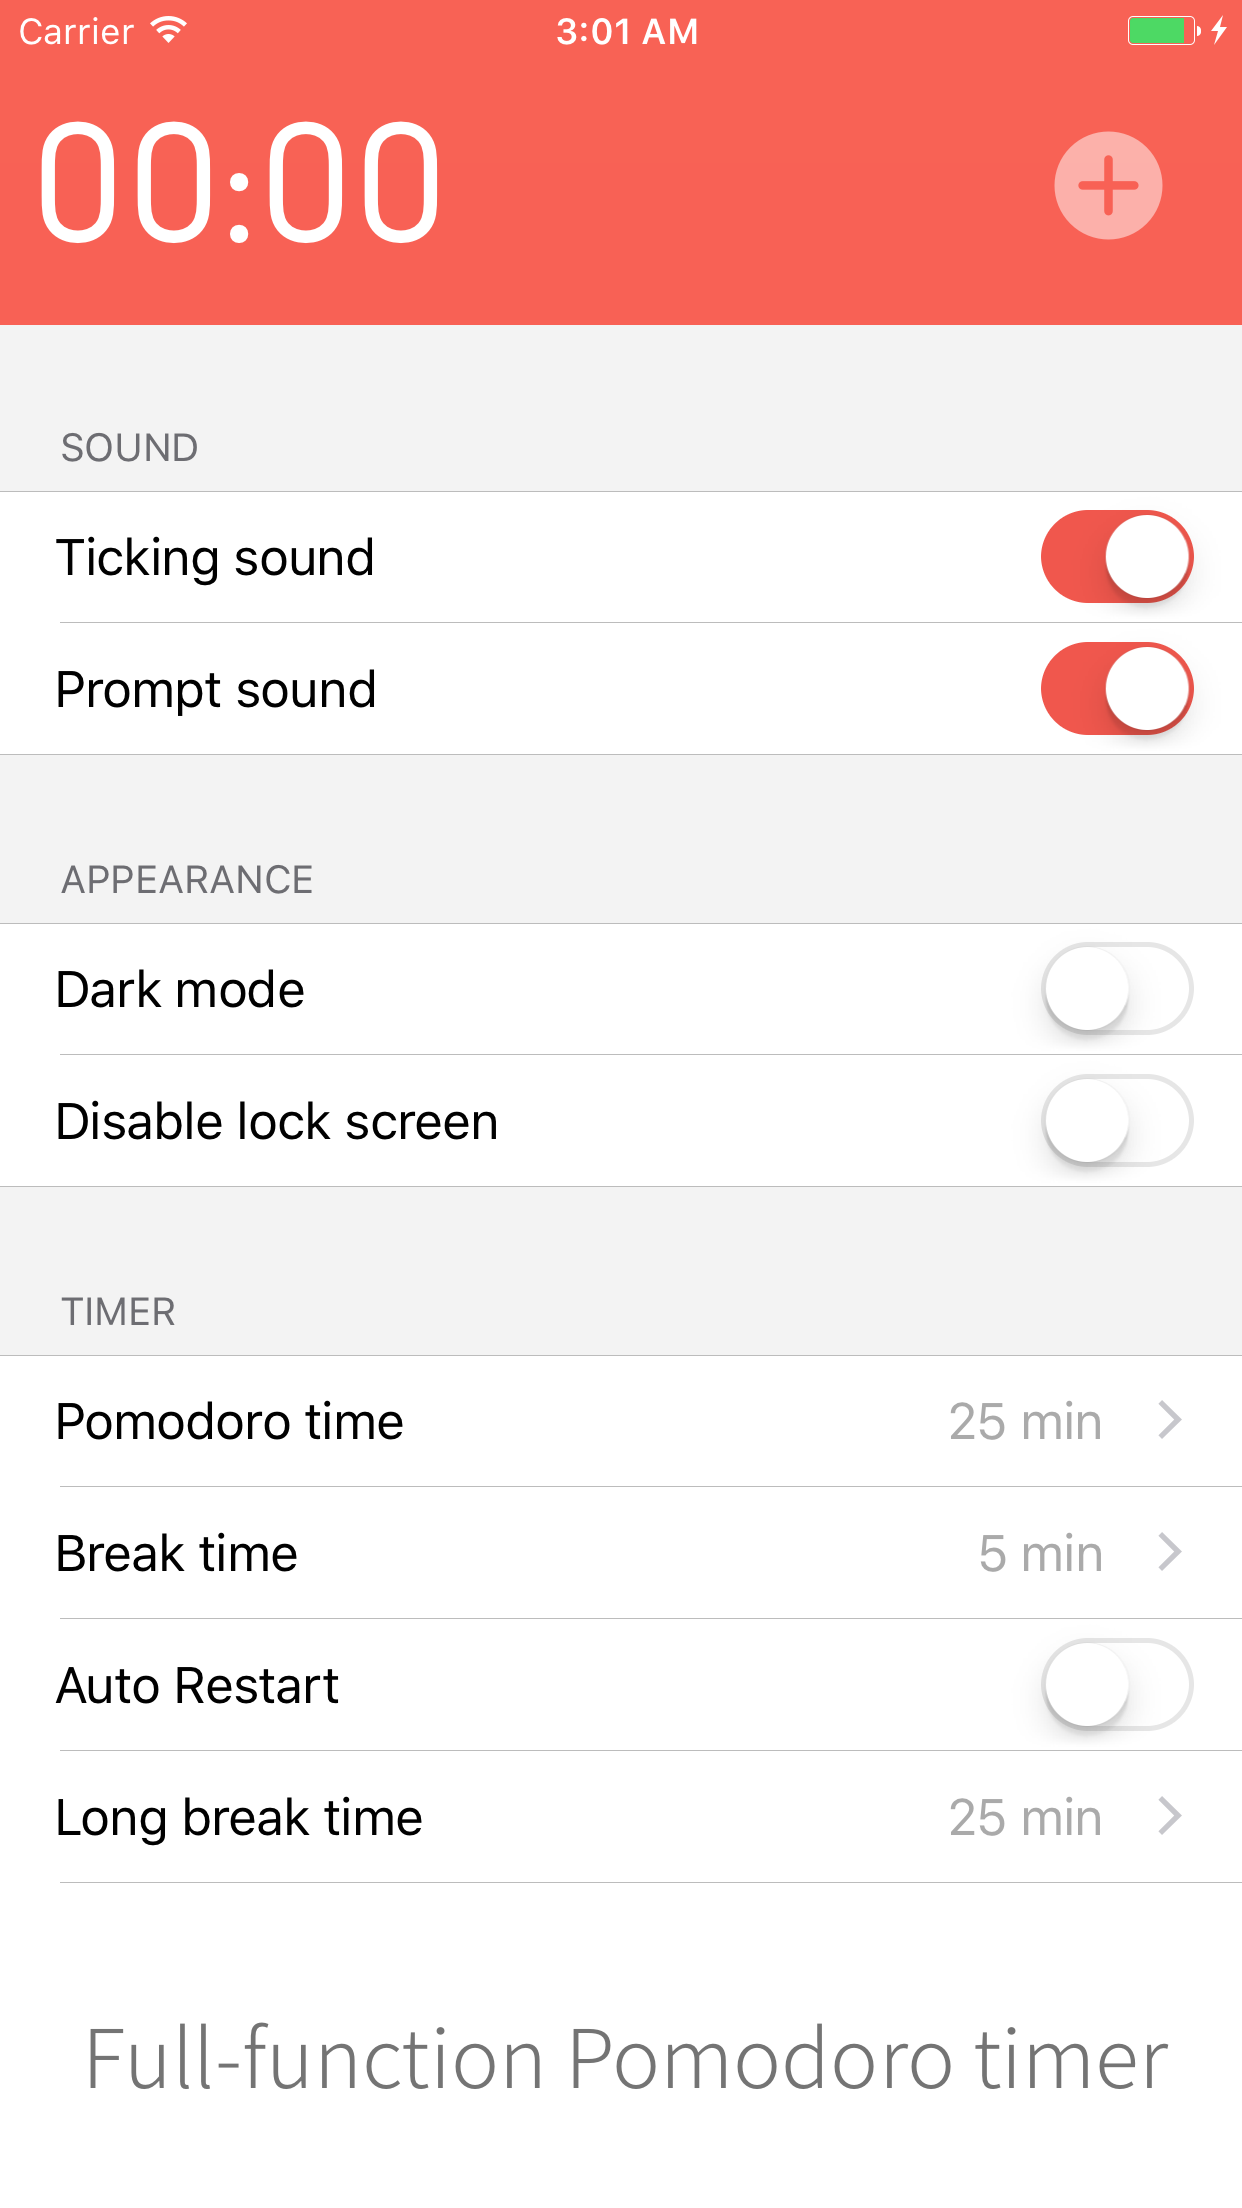 Carrier 3:01 AM
00:00
SOUND
Ticking sound
Prompt sound
APPEARANCE
Dark mode
Disable lock screen
TIMER
Pomodoro time 25 min
Break time 5 min
Auto Restart
Long break time 25 min
Full-function Pomodoro timer